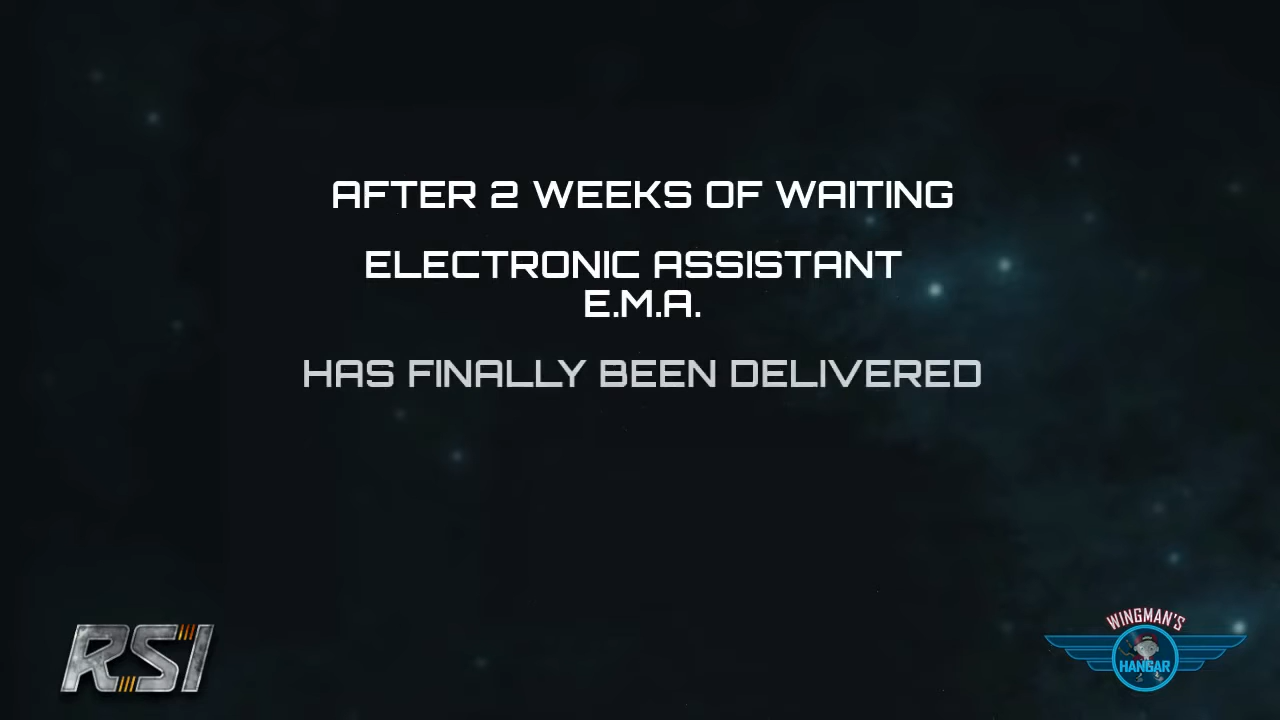 AFTER 2 WEEKS OF WAITING
ELECTRONIC ASSISTANT
E.M.A.
HAS FINALLY BEEN DELIVERED
RSI
WINGMAN'S
HANGAR